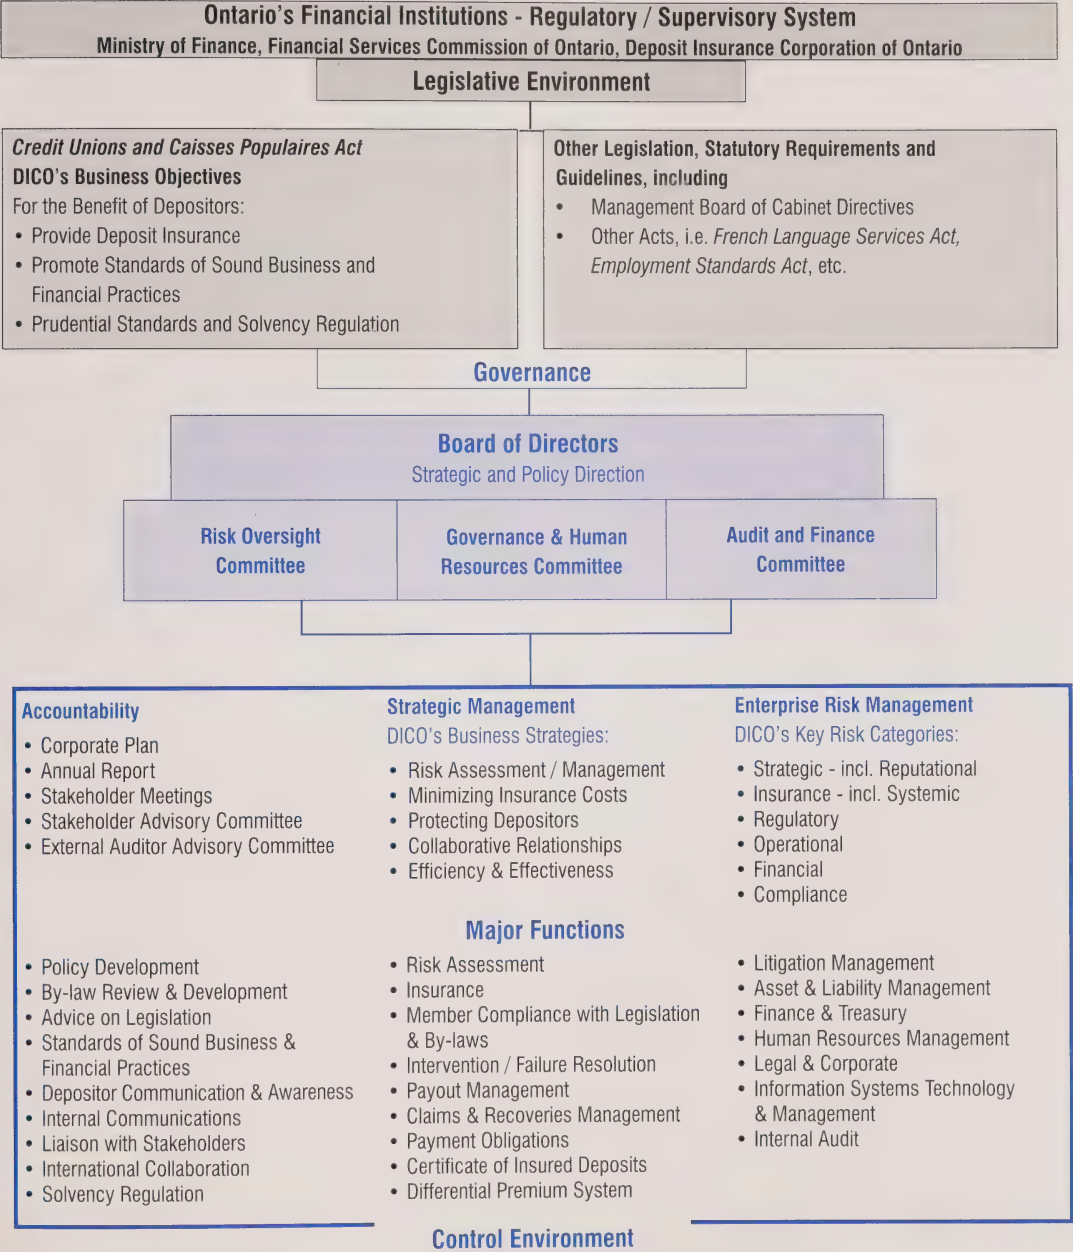 Ontario's Financial Institutions - Regulatory / Supervisory System
Ministry of Finance, Financial Services Commission of Ontario, Deposit Insurance Corporation of Ontario
Legislative Environment
Credit Unions and Caisses Populaires Act
DICO's Business Objectives
For the Benefit of Depositors:
• Provide Deposit Insurance
• Promote Standards of Sound Business and
Financial Practices
• Prudential Standards and Solvency Regulation
Other Legislation, Statutory Requirements and
Guidelines, including
• Management Board of Cabinet Directives
• Other Acts, i.e. French Language Services Act,
Employment Standards Act, etc.
Governance
Board of Directors
Strategic and Policy Direction
Risk Oversight
Committee
Governance & Human
Resources Committee
Audit and Finance
Committee
Accountability
• Corporate Plan
• Annual Report
• Stakeholder Meetings
• Stakeholder Advisory Committee
• External Auditor Advisory Committee
Strategic Management
DICO's Business Strategies:
• Risk Assessment / Management
• Minimizing Insurance Costs
• Protecting Depositors
• Collaborative Relationships
• Efficiency & Effectiveness
Enterprise Risk Management
DICO's Key Risk Categories:
• Strategic - incl. Reputational
• Insurance - incl. Systemic
• Regulatory
• Operational
• Financial
• Compliance
Major Functions
• Policy Development
• By-law Review & Development
• Advice on Legislation
• Standards of Sound Business &
Financial Practices
• Depositor Communication & Awareness
• Internal Communications
• Liaison with Stakeholders
• International Collaboration
• Solvency Regulation
• Risk Assessment
• Insurance
• Member Compliance with Legislation
& By-laws
• Intervention / Failure Resolution
• Payout Management
• Claims & Recoveries Management
• Payment Obligations
• Certificate of Insured Deposits
• Differential Premium System
• Litigation Management
• Asset & Liability Management
• Finance & Treasury
• Human Resources Management
• Legal & Corporate
• Information Systems Technology
& Management
• Internal Audit
Control Environment